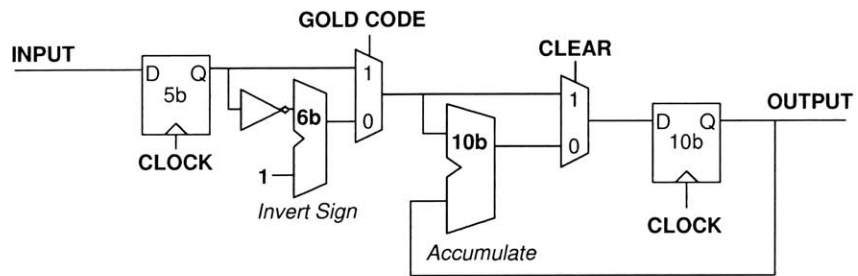 GOLD CODE
INPUT
CLEAR
D Q
5b
1
0
6b
1
CLOCK
Invert Sign
10b
Accumulate
1
0
D Q
10b
OUTPUT
CLOCK